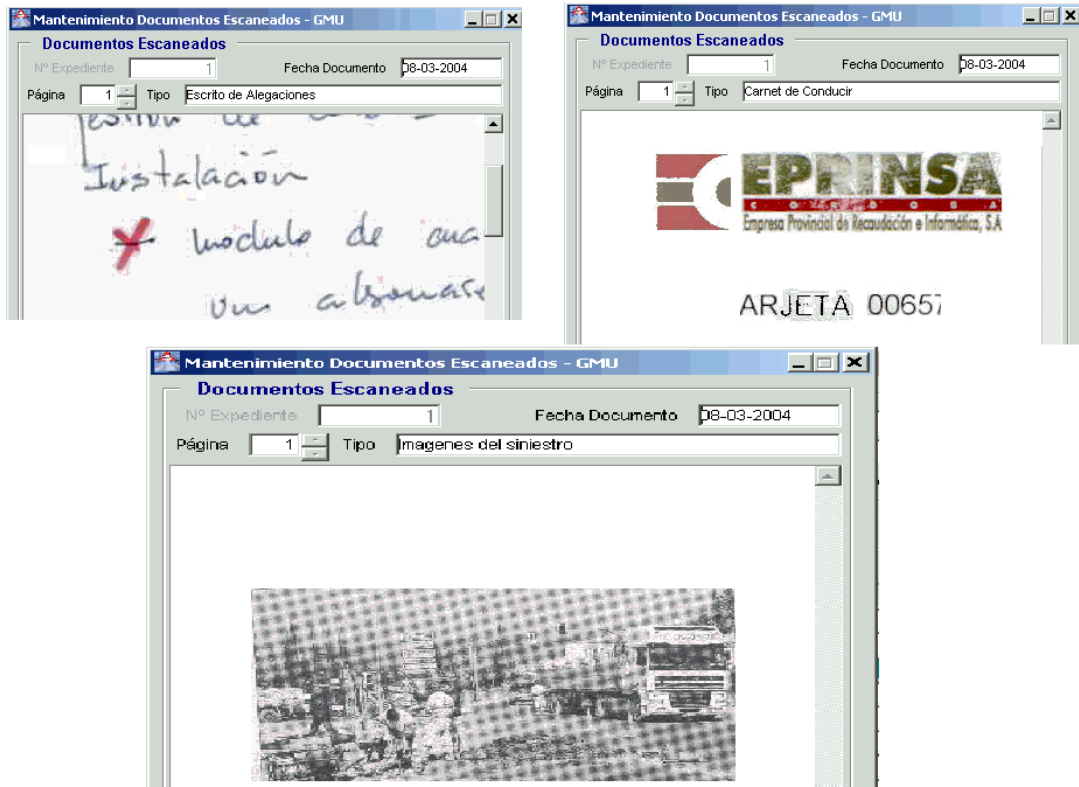 Mantenimiento Documentos Escaneados - GMU
Documentos Escaneados
Nº Expediente 1 Fecha Documento 08-03-2004
Página 1 Tipo Escrito de Alegaciones
Instalación
modulo de
Mantenimiento Documentos Escaneados - GMU
Documentos Escaneados
Nº Expediente 1 Fecha Documento 08-03-2004
Página 1 Tipo Carnet de Conducir
EPRINSA
CORDOBA
Empresa Provincial de Recaudación e Informática, S.A
ARJETA 00657
Mantenimiento Documentos Escaneados - GMU
Documentos Escaneados
Nº Expediente 1 Fecha Documento 08-03-2004
Página 1 Tipo Imagenes del siniestro